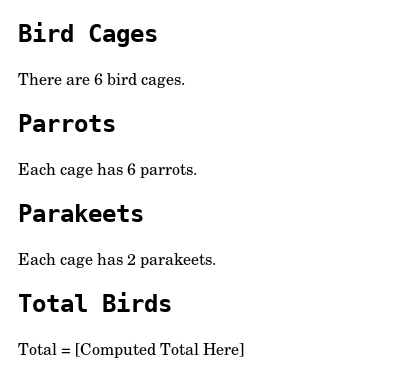 Bird Cages
There are 6 bird cages.
Parrots
Each cage has 6 parrots.
Parakeets
Each cage has 2 parakeets.
Total Birds
Total = [Computed Total Here]